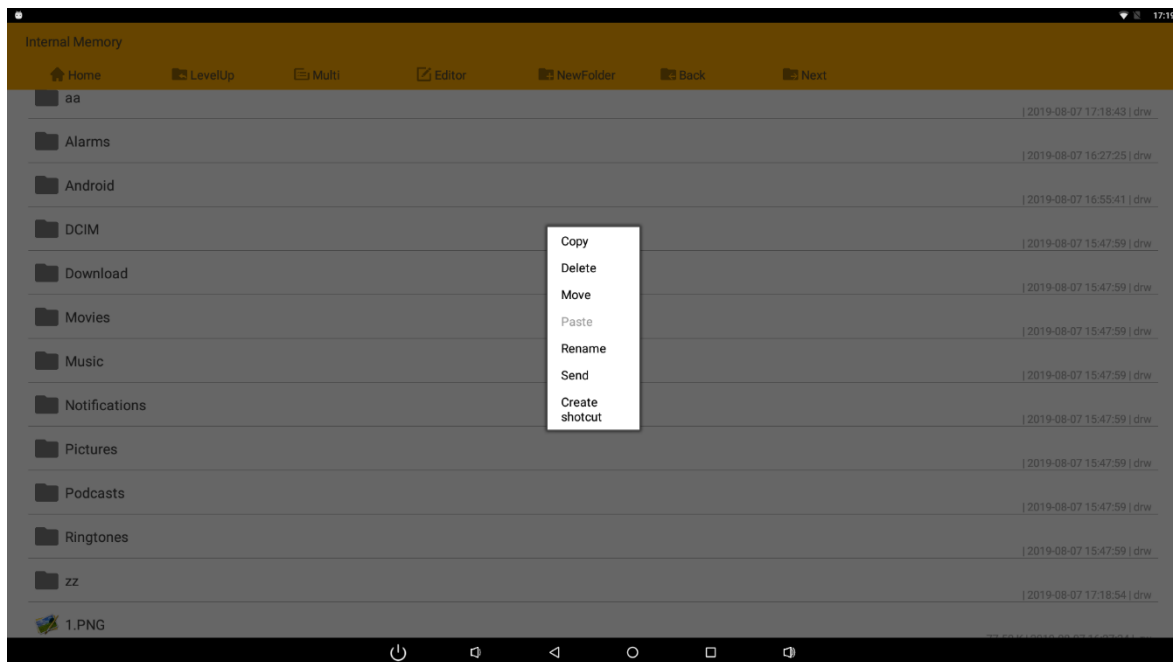 17:19
Internal Memory
Home LevelUp Multi Editor NewFolder Back Next
aa
| 2019-08-07 17:18:43 | drw
Alarms
| 2019-08-07 16:27:25 | drw
Android
| 2019-08-07 16:55:41 | drw
DCIM
| 2019-08-07 15:47:59 | drw
Download
| 2019-08-07 15:47:59 | drw
Movies
| 2019-08-07 15:47:59 | drw
Music
| 2019-08-07 15:47:59 | drw
Notifications
| 2019-08-07 15:47:59 | drw
Pictures
| 2019-08-07 15:47:59 | drw
Podcasts
| 2019-08-07 15:47:59 | drw
Ringtones
| 2019-08-07 15:47:59 | drw
zz
| 2019-08-07 17:18:54 | drw
1.PNG
Copy
Delete
Move
Paste
Rename
Send
Create
shotcut